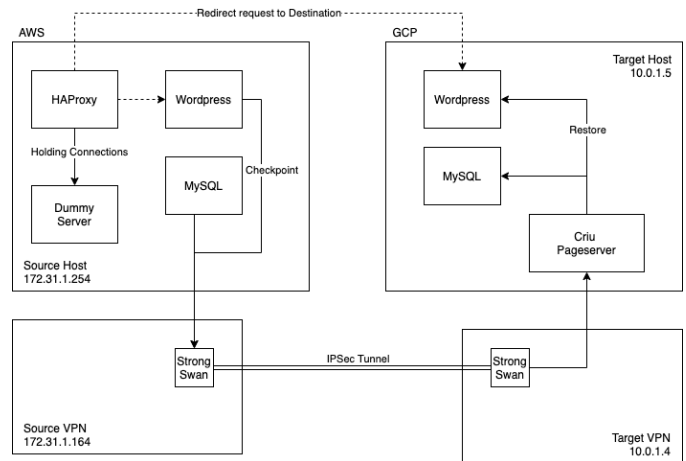 Redirect request to Destination
AWS
GCP
Target Host
10.0.1.5
HAProxy
Wordpress
Wordpress
Restore
Holding Connections
Checkpoint
MySQL
MySQL
Dummy
Server
Criu
Pageserver
Source Host
172.31.1.254
IPSec Tunnel
Strong
Swan
Strong
Swan
Source VPN
172.31.1.164
Target VPN
10.0.1.4